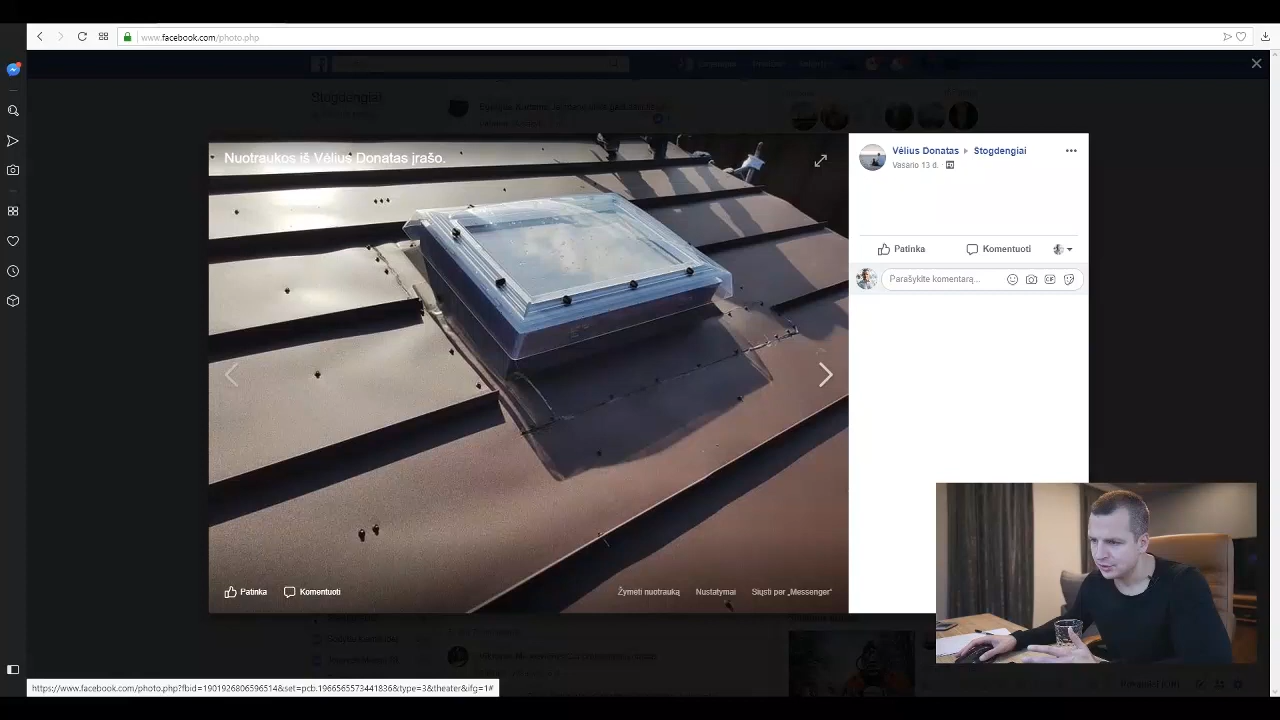 www.facebook.com/photo.php
Stogdengiai
Nuotraukos iš Vėlius Donatas įrašo.
Vėlius Donatas ▸ Stogdengiai
Vasario 13 d.
Patinka
Komentuoti
Parašykite komentarą...
GIF
Patinka
Komentuoti
Žymėti nuotrauką
Nustatymai
Siųsti per „Messenger“
https://www.facebook.com/photo.php?fbid=1901926806596514&set=pcb.1966565573441836&type=3&theater&ifg=1#